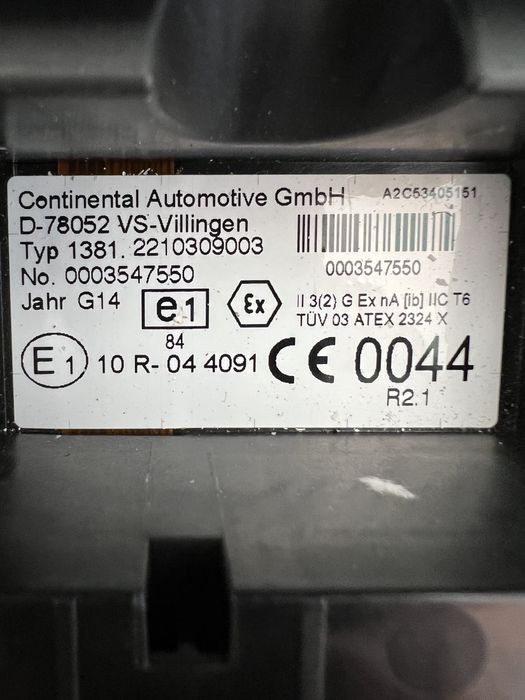 Continental Automotive GmbH A2C53405151
D-78052 VS-Villingen
Typ 1381. 2210309003
No. 0003547550 0003547550
Jahr G14 e1 Ex II 3(2) G Ex nA [ib] IIC T6
TÜV 03 ATEX 2324 X
84
E1 10 R- 04 4091 CE 0044
R2.1